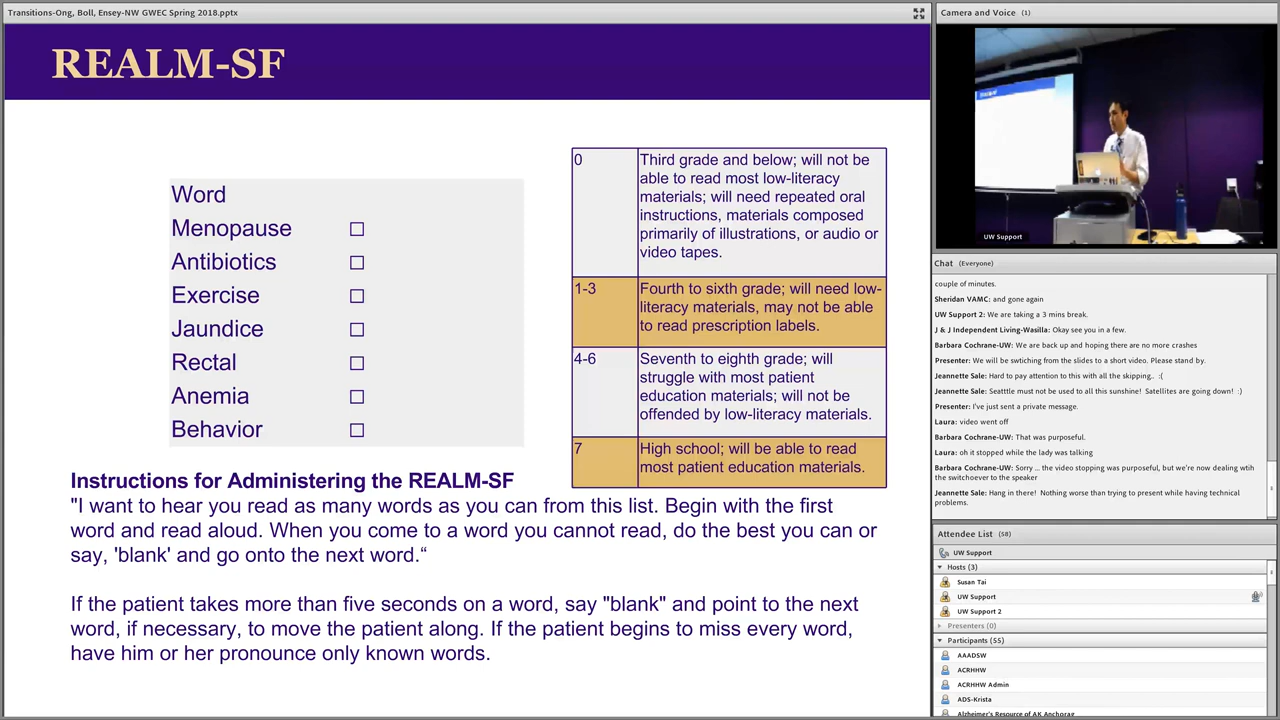 Transitions-Ong, Boll, Ensey-NW GWEC Spring 2018.pptx
REALM-SF
Word
Menopause
Antibiotics
Exercise
Jaundice
Rectal
Anemia
Behavior
0
Third grade and below; will not be
able to read most low-literacy
materials; will need repeated oral
instructions, materials composed
primarily of illustrations, or audio or
video tapes.
1-3
Fourth to sixth grade; will need low-
literacy materials, may not be able
to read prescription labels.
4-6
Seventh to eighth grade; will
struggle with most patient
education materials; will not be
offended by low-literacy materials.
7
High school; will be able to read
most patient education materials.
Instructions for Administering the REALM-SF
"I want to hear you read as many words as you can from this list. Begin with the first
word and read aloud. When you come to a word you cannot read, do the best you can or
say, 'blank' and go onto the next word.“
If the patient takes more than five seconds on a word, say "blank" and point to the next
word, if necessary, to move the patient along. If the patient begins to miss every word,
have him or her pronounce only known words.
Camera and Voice (1)
UW Support
Chat (Everyone)
couple of minutes.
Sheridan VAMC: and gone again
UW Support 2: We are taking a 3 mins break.
J & J Independent Living-Wasilla: Okay see you in a few.
Barbara Cochrane-UW: We are back up and hoping there are no more crashes
Presenter: We will be swtiching from the slides to a short video. Please stand by.
Jeannette Sale: Hard to pay attention to this with all the skipping.. :(
Jeannette Sale: Seatttle must not be used to all this sunshine! Satellites are going down! :)
Presenter: I've just sent a private message.
Laura: video went off
Barbara Cochrane-UW: That was purposeful.
Laura: oh it stopped while the lady was talking
Barbara Cochrane-UW: Sorry ... the video stopping was purposeful, but we're now dealing wtih
the switchoever to the speaker
Jeannette Sale: Hang in there! Nothing worse than trying to present while having technical
problems.
Attendee List (58)
UW Support
Hosts (3)
Susan Tai
UW Support
UW Support 2
Presenters (0)
Participants (55)
AAADSW
ACRHHW
ACRHHW Admin
ADS-Krista
Alzheimer's Resource of AK Anchorag